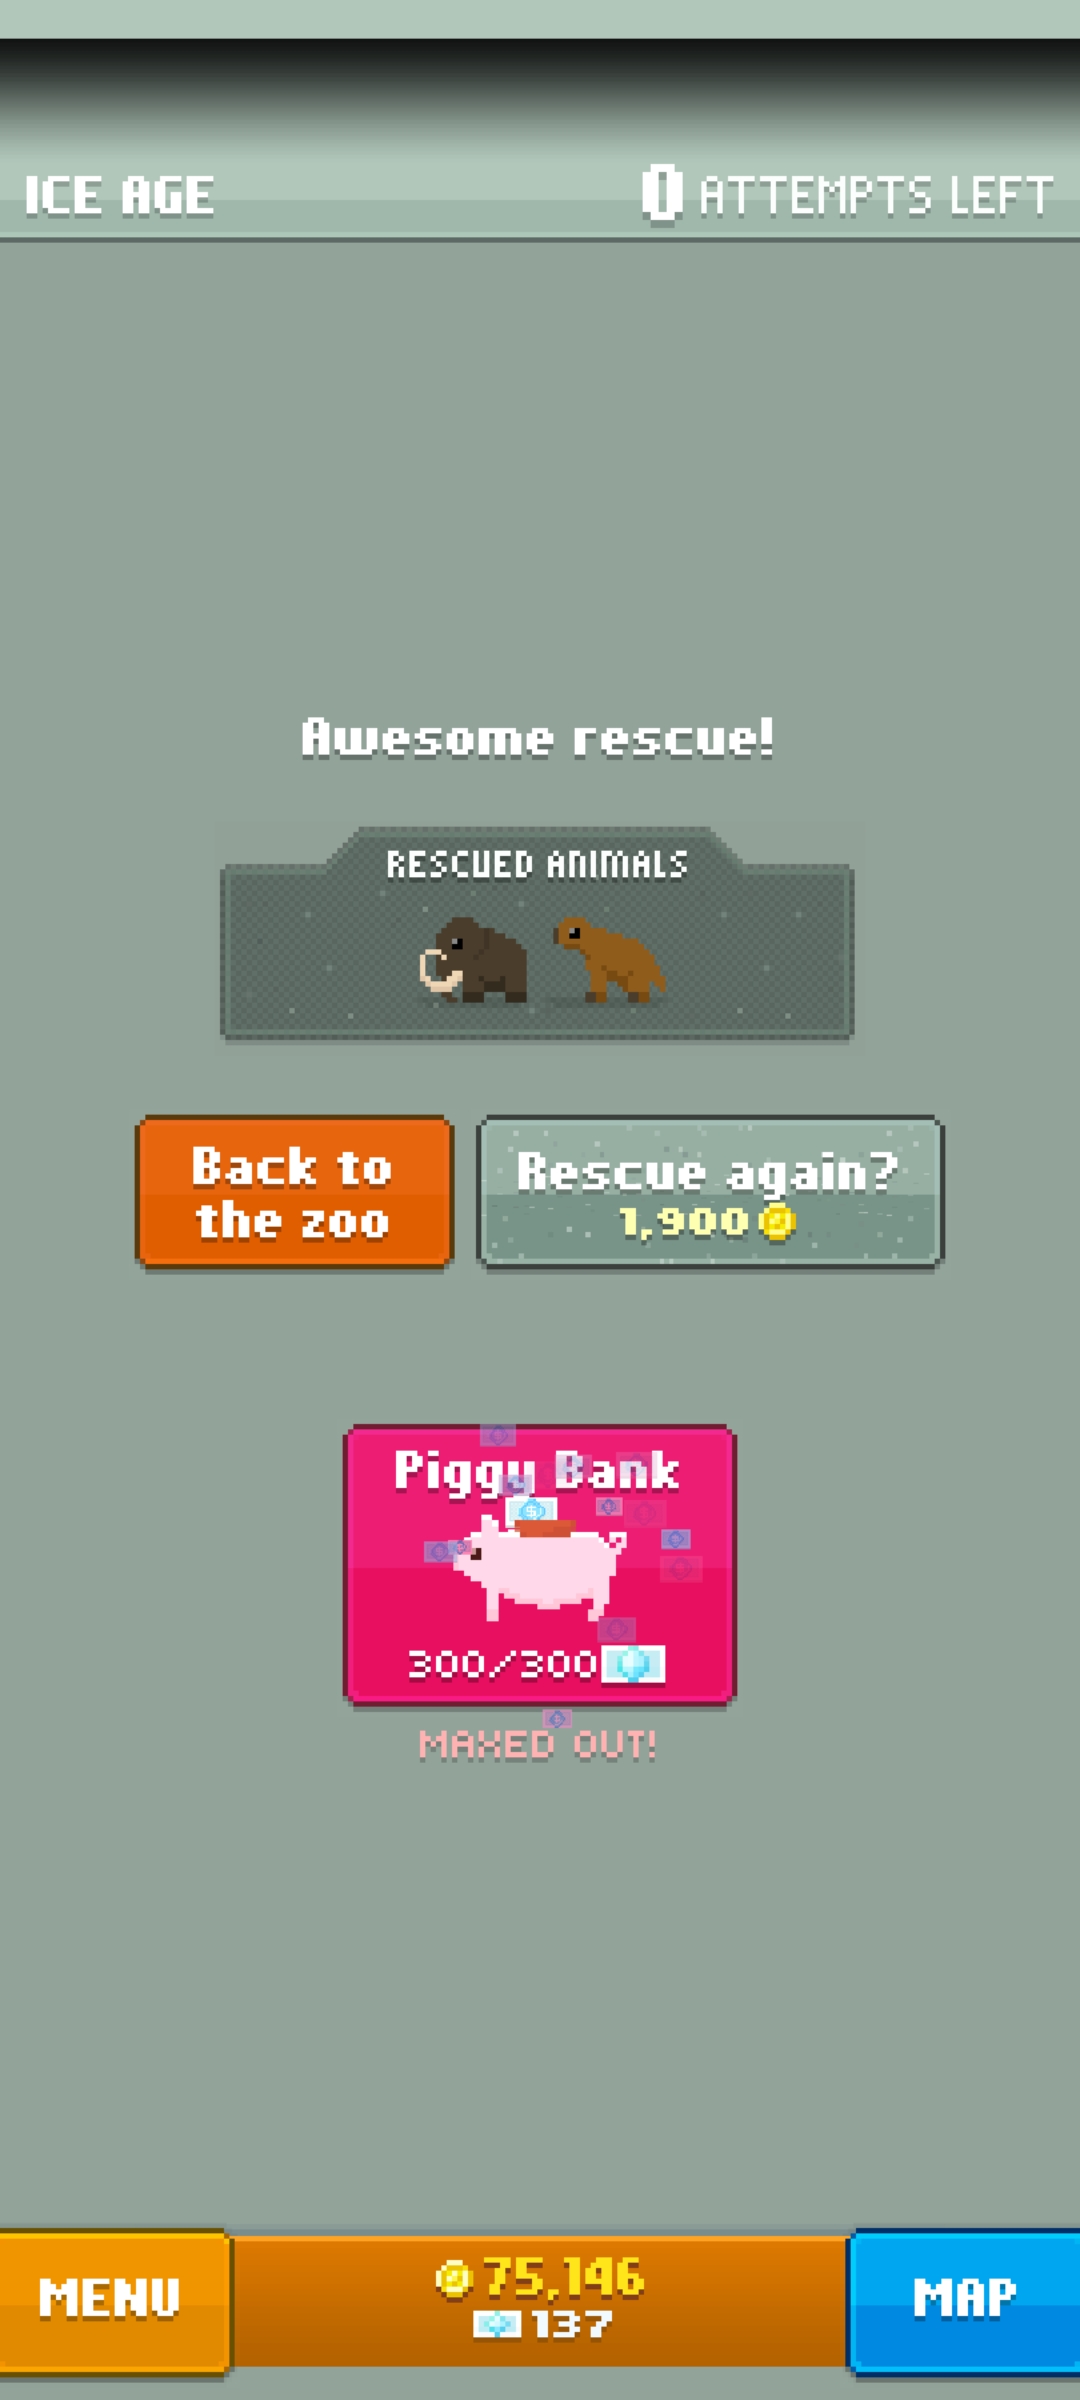 ICE AGE
0 ATTEMPTS LEFT
Awesome rescue!
RESCUED ANIMALS
Back to
the zoo
Rescue again?
1,900
Piggy Bank
300/300
MAXED OUT!
MENU
75,146
137
MAP